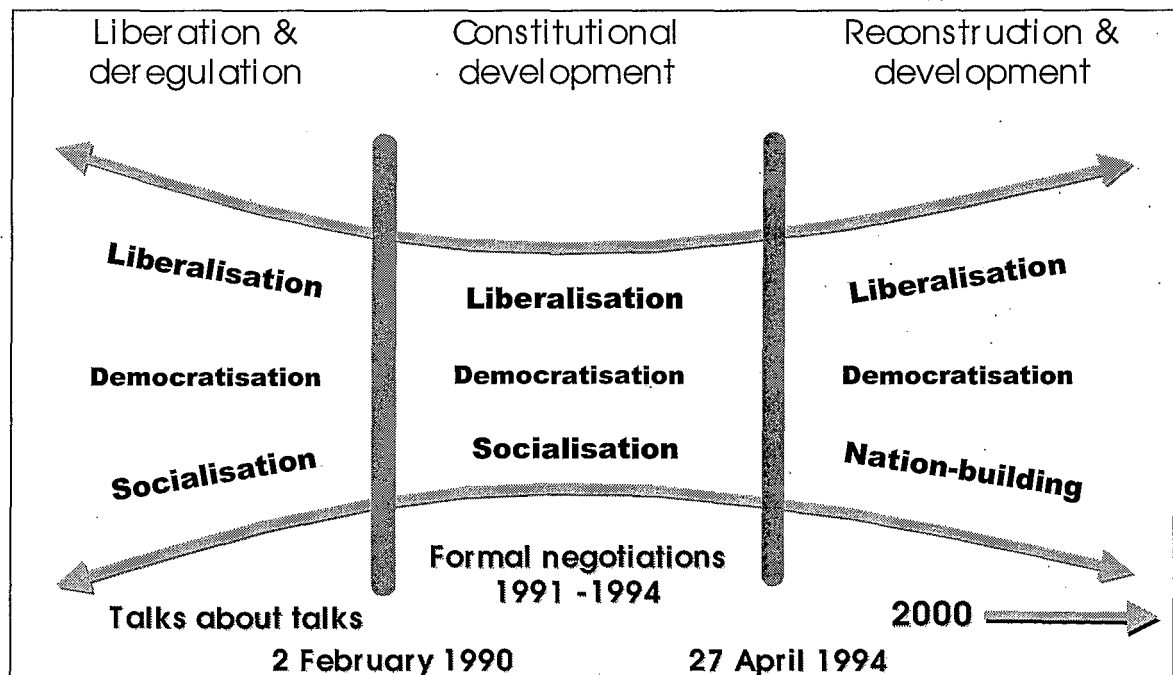 Liberation &
deregulation
Constitutional
development
Reconstruction &
development
Liberalisation
Liberalisation
Liberalisation
Democratisation
Democratisation
Democratisation
Socialisation
Socialisation
Nation-building
Formal negotiations
1991 -1994
Talks about talks
2000
2 February 1990
27 April 1994